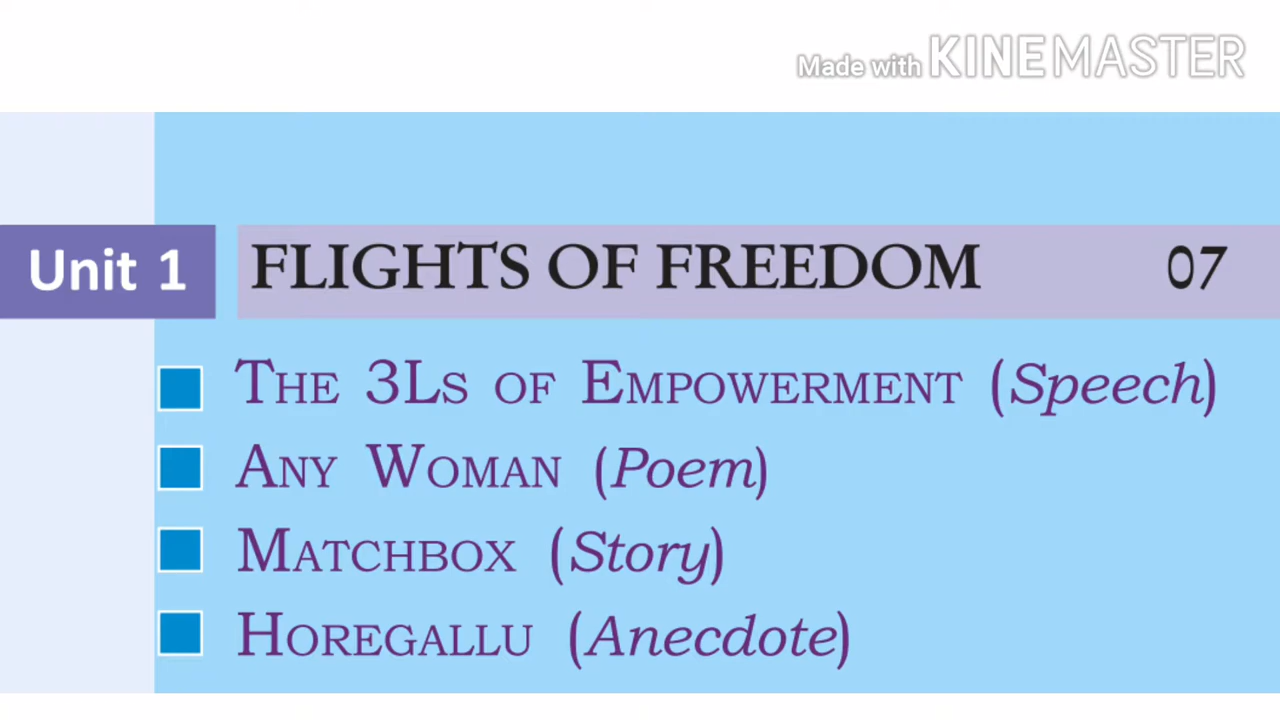 Made with KINEMASTER
Unit 1 FLIGHTS OF FREEDOM 07
THE 3LS OF EMPOWERMENT (Speech)
ANY WOMAN (Poem)
MATCHBOX (Story)
HOREGALLU (Anecdote)